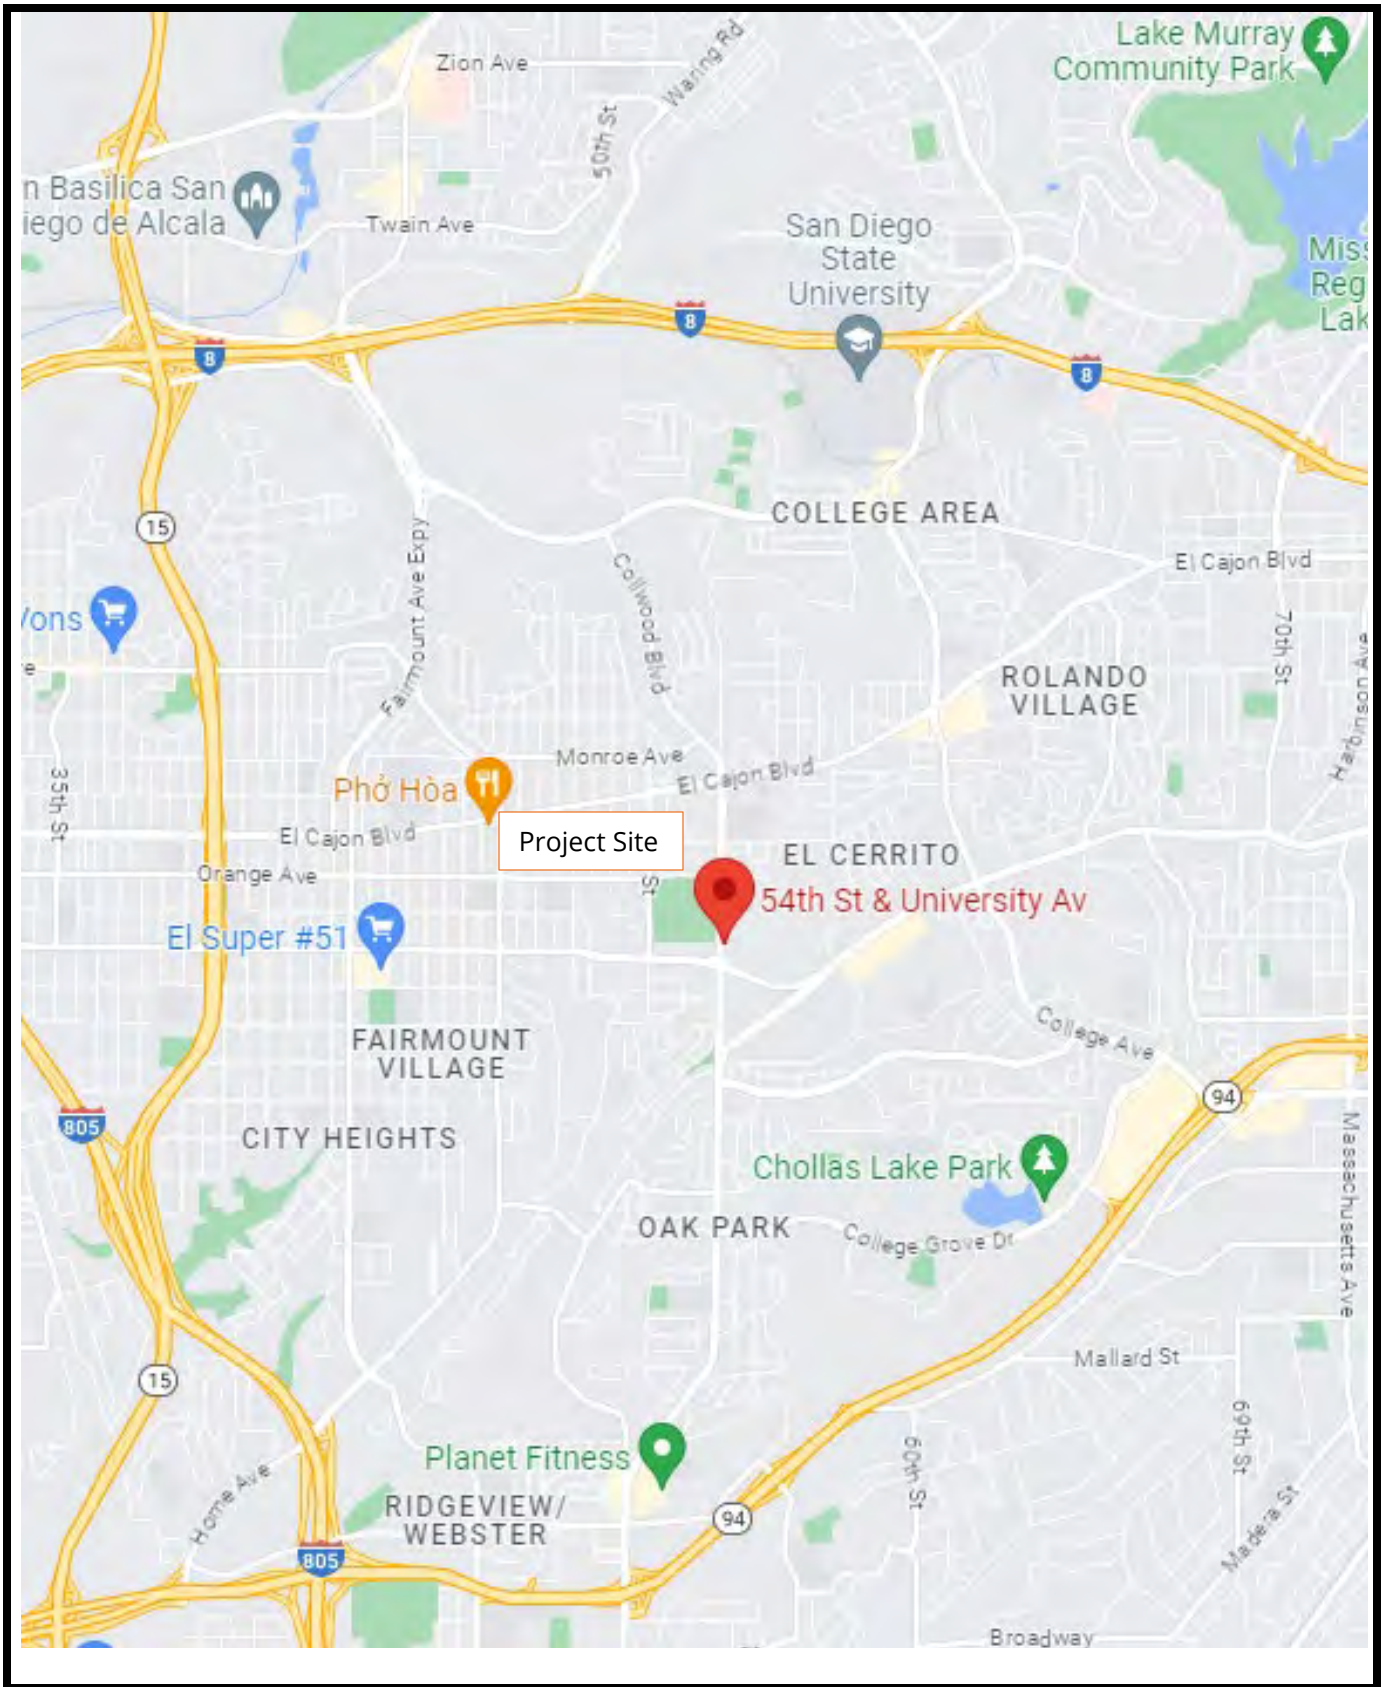 Lake Murray
Community Park
Zion Ave
Waring Rd
50th St
n Basilica San
iego de Alcala
Twain Ave
San Diego
State
University
Miss
Reg
Lak
8
8
8
15
COLLEGE AREA
El Cajon Blvd
Fairmount Ave Expy
Collwood Blvd
Vons
e
70th St
Harbinson Ave
ROLANDO
VILLAGE
35th St
Monroe Ave
El Cajon Blvd
Phở Hòa
El Cajon Blvd
Project Site
EL CERRITO
Orange Ave
St
54th St & University Av
El Super #51
College Ave
FAIRMOUNT
VILLAGE
94
805
CITY HEIGHTS
Massachusetts Ave
Chollas Lake Park
OAK PARK
College Grove Dr
Mallard St
15
69th St
60th St
Planet Fitness
Home Ave
RIDGEVIEW/
WEBSTER
94
Madera St
805
Broadway